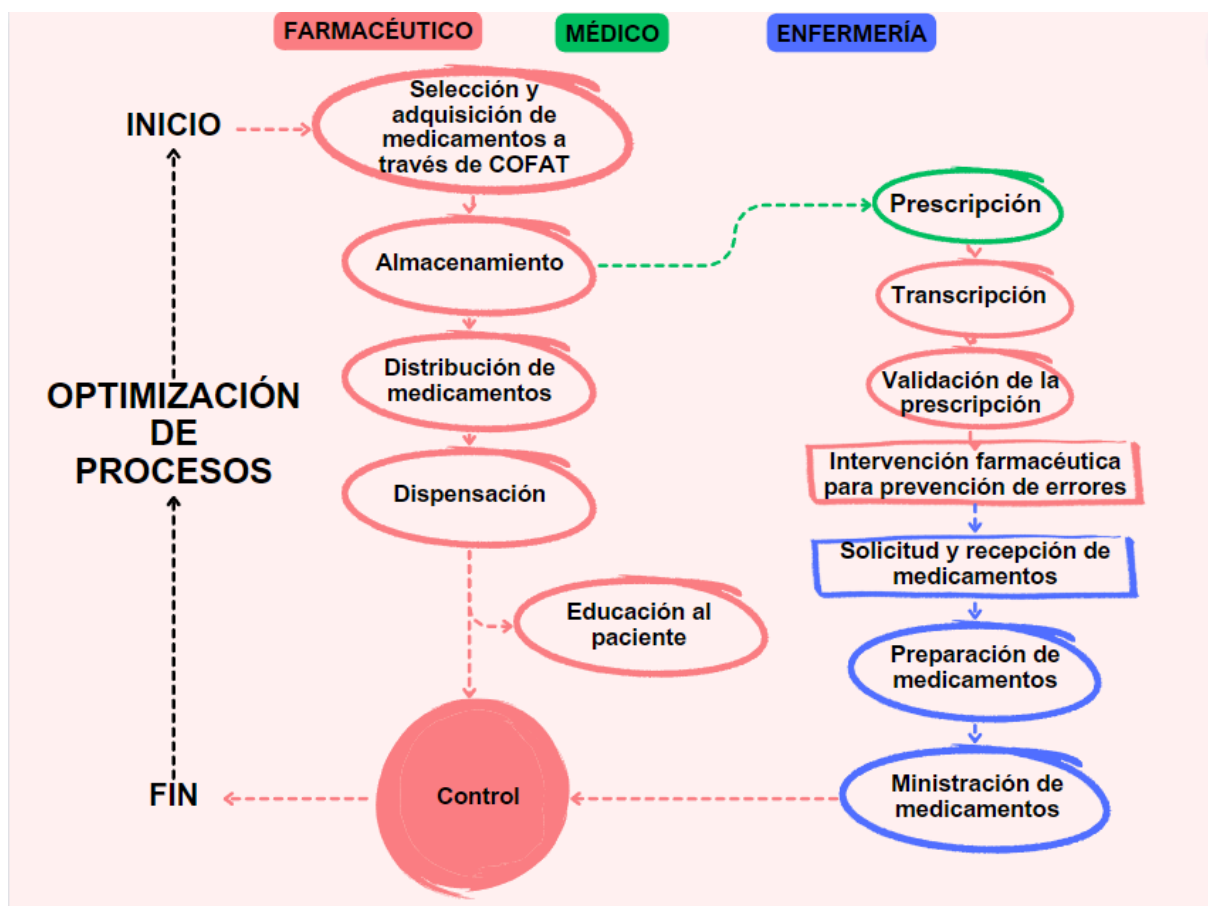 FARMACÉUTICO
MÉDICO
ENFERMERÍA
INICIO
Selección y
adquisición de
medicamentos a
través de COFAT
Almacenamiento
Distribución de
medicamentos
Dispensación
Educación al
paciente
Control
Prescripción
Transcripción
Validación de la
prescripción
Intervención farmacéutica
para prevención de errores
Solicitud y recepción de
medicamentos
Preparación de
medicamentos
Ministración de
medicamentos
FIN
OPTIMIZACIÓN
DE
PROCESOS